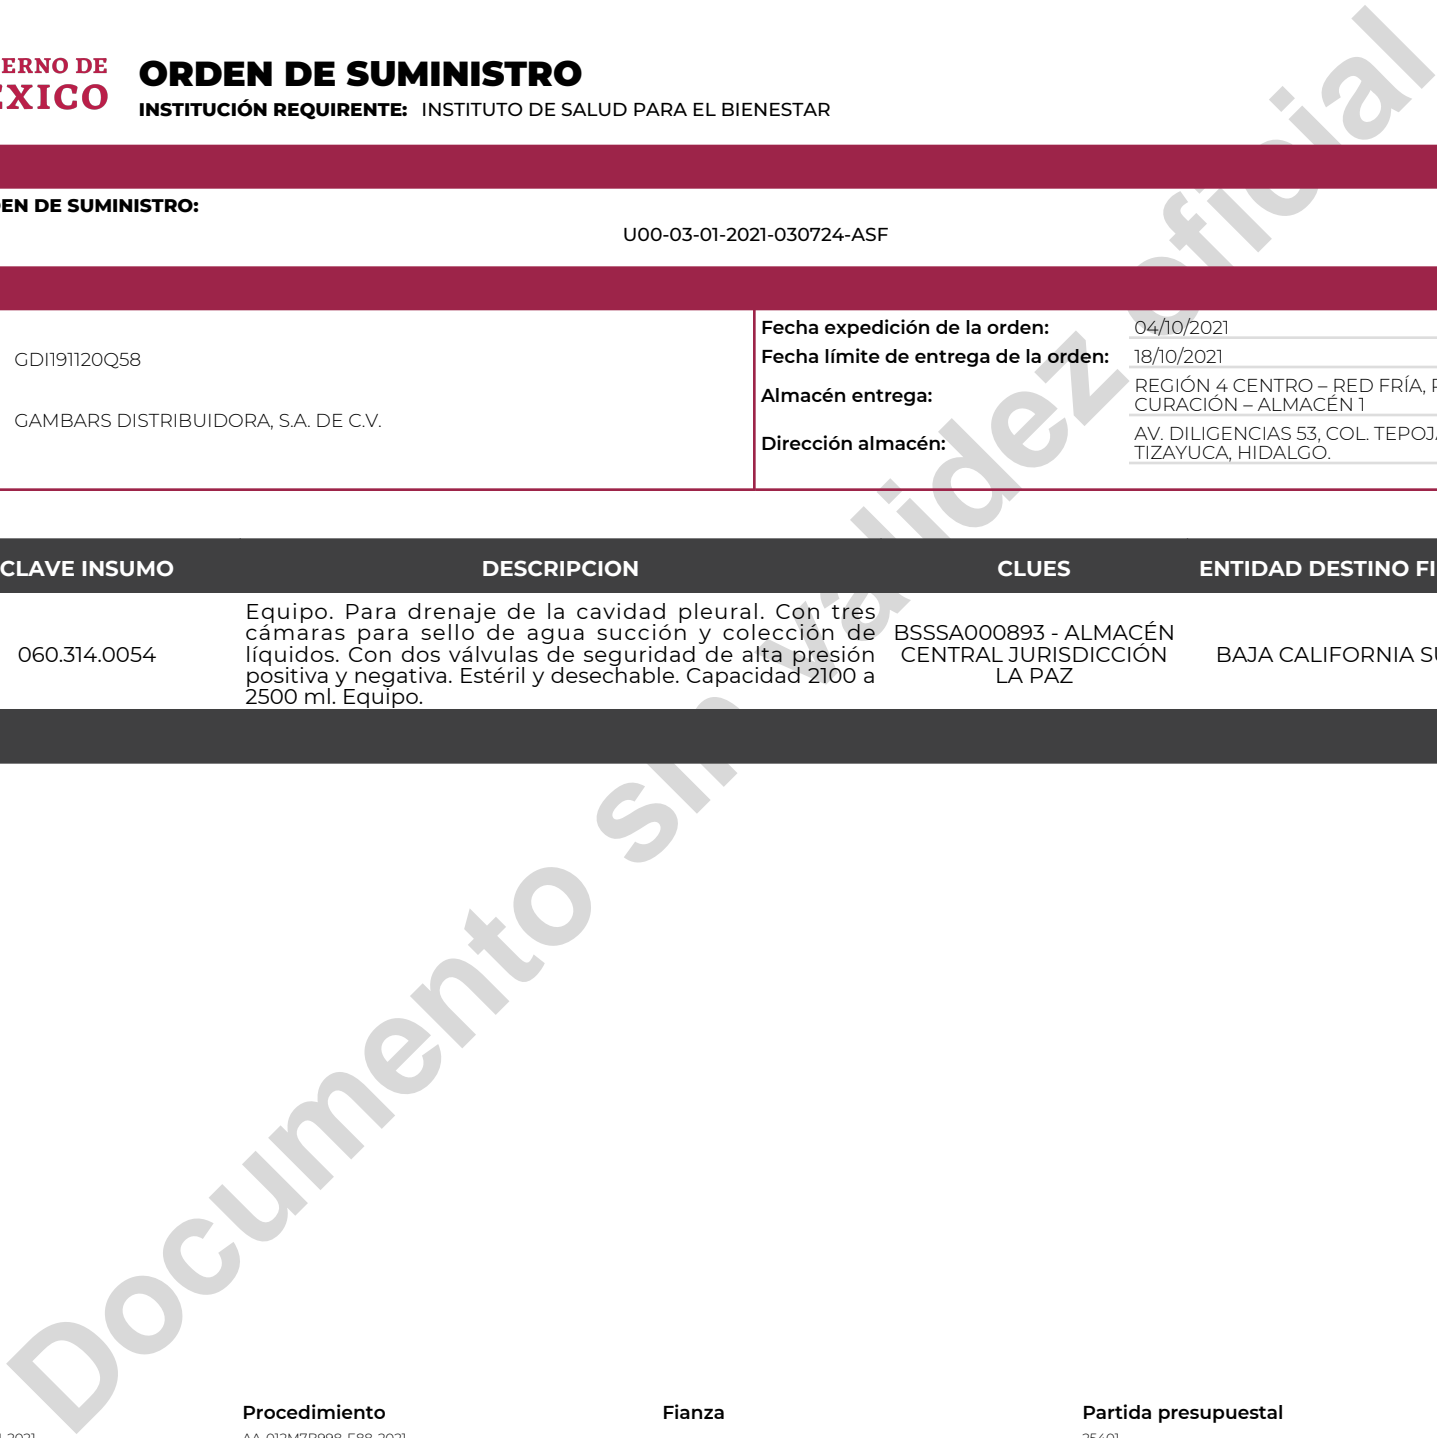 ERNO DE
ORDEN DE SUMINISTRO
INSTITUCIÓN REQUIRENTE: INSTITUTO DE SALUD PARA EL BIENESTAR
EN DE SUMINISTRO:
U00-03-01-2021-030724-ASF
GDI191120Q58
GAMBARS DISTRIBUIDORA, S.A. DE C.V.
Fecha expedición de la orden: 04/10/2021
Fecha límite de entrega de la orden: 18/10/2021
Almacén entrega:
REGIÓN 4 CENTRO – RED FRÍA,
CURACIÓN – ALMACÉN 1
Dirección almacén:
AV. DILIGENCIAS 53, COL. TEPOJA
TIZAYUCA, HIDALGO.
CLAVE INSUMO DESCRIPCION CLUES ENTIDAD DESTINO FI
060.314.0054
Equipo. Para drenaje de la cavidad pleural. Con tres
cámaras para sello de agua succión y colección de
líquidos. Con dos válvulas de seguridad de alta presión
positiva y negativa. Estéril y desechable. Capacidad 2100 a
2500 ml. Equipo.
BSSSA000893 - ALMACÉN
CENTRAL JURISDICCIÓN
LA PAZ
BAJA CALIFORNIA SU
Documento sin validez oficial
Procedimiento Fianza Partida presupuestal